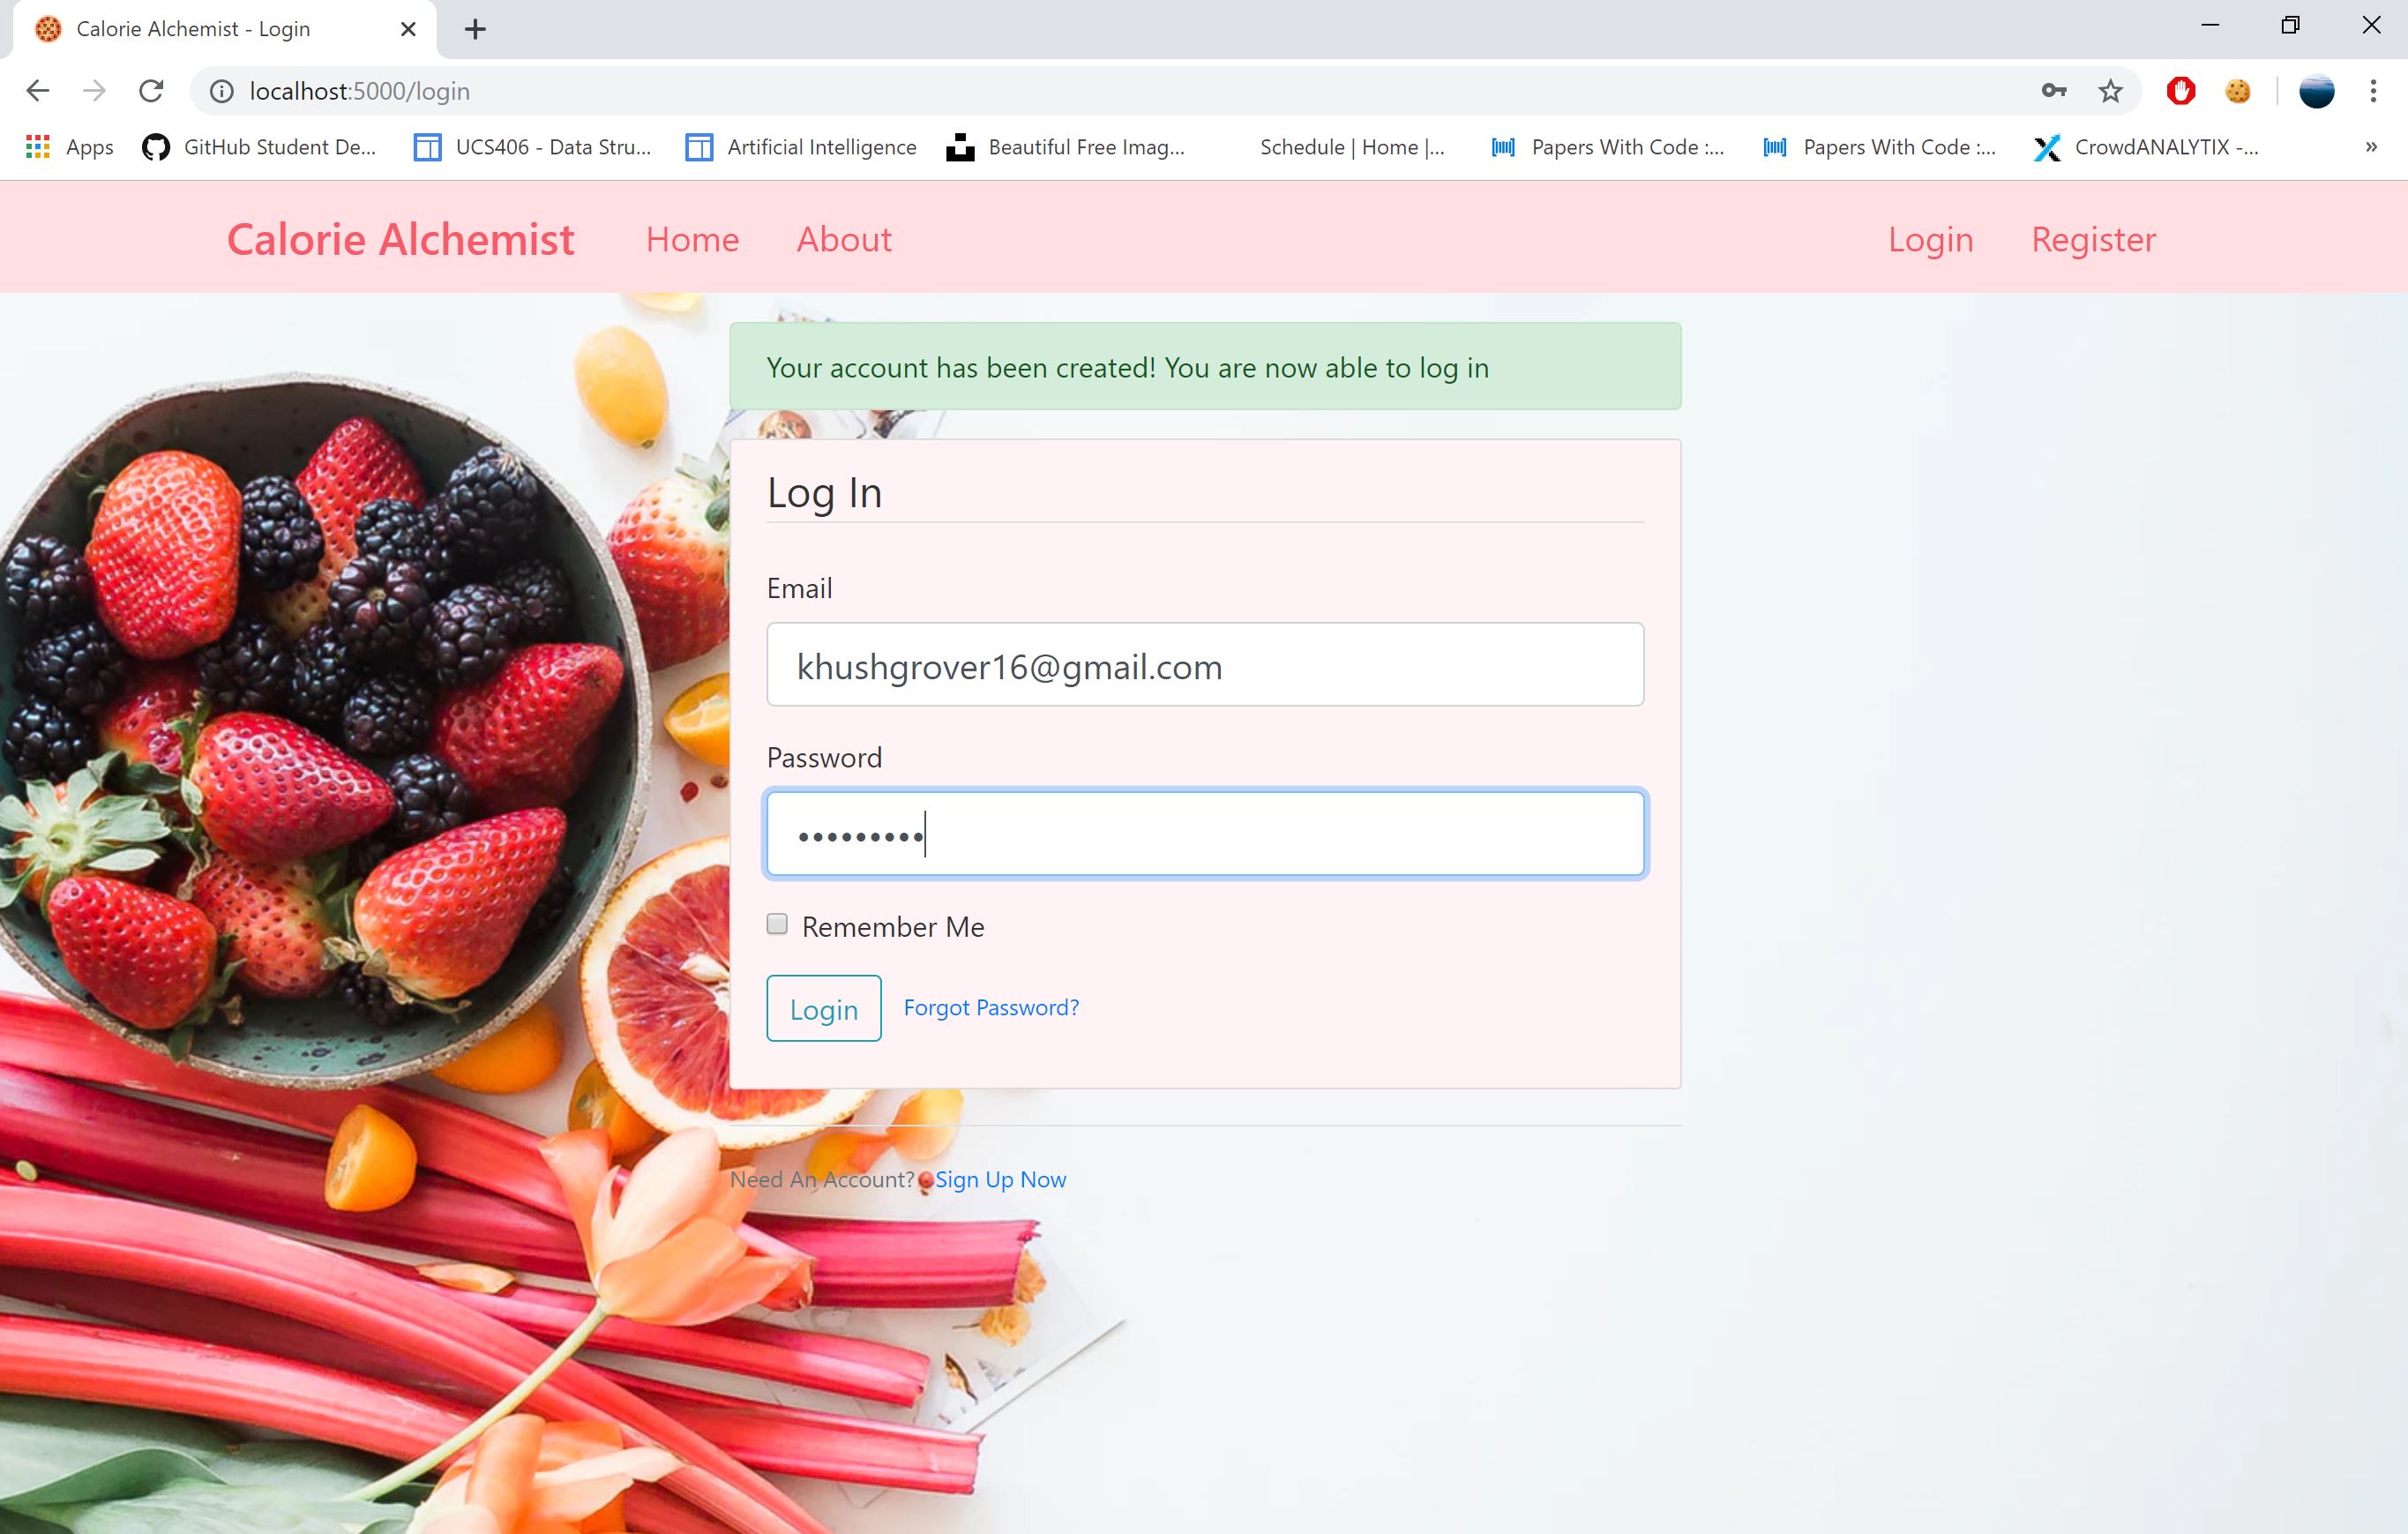 Calorie Alchemist - Login
localhost:5000/login
Apps GitHub Student De... UCS406 - Data Stru... Artificial Intelligence Beautiful Free Imag... Schedule | Home |... Papers With Code :... Papers With Code :... CrowdANALYTIX -...
Calorie Alchemist Home About Login Register
Your account has been created! You are now able to log in
Log In
Email
khushgrover16@gmail.com
Password
•••••••••
Remember Me
Login Forgot Password?
Need An Account? Sign Up Now